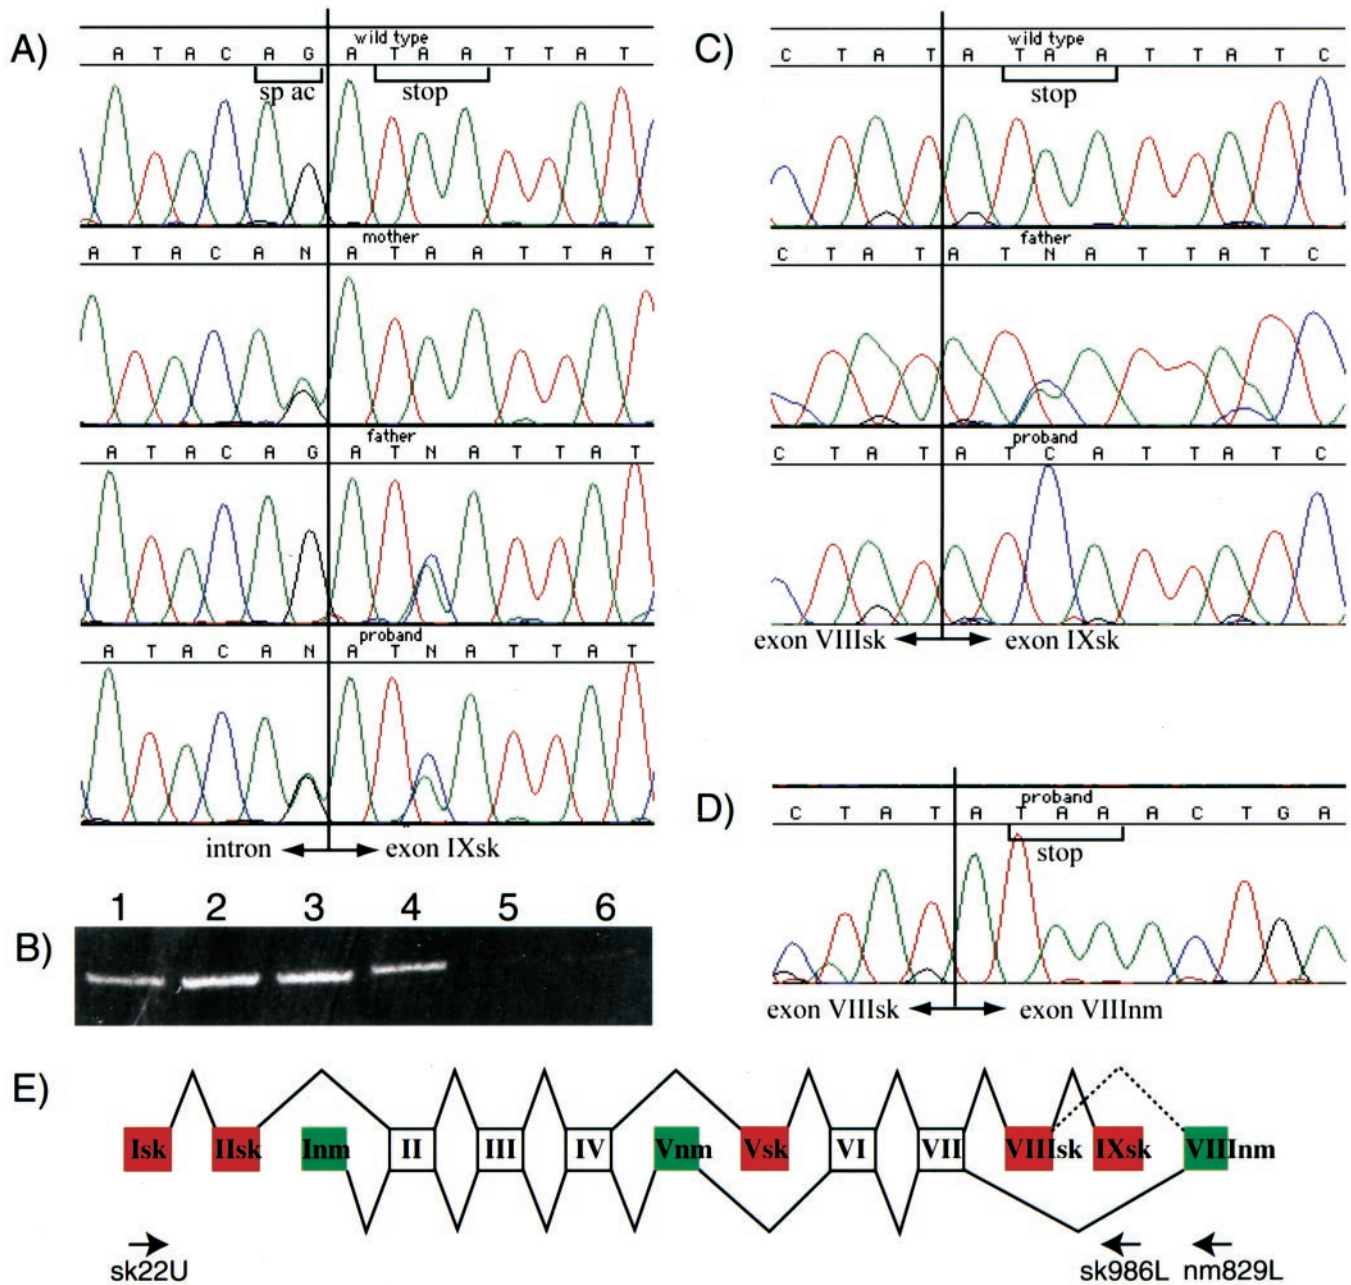 A)
wild type
A T A C A G A T A A T T A T
sp ac
stop
mother
A T A C A N A T A A T T A T
father
A T A C A G A T N A T T A T
proband
A T A C A N A T N A T T A T
intron
exon IXsk
C)
wild type
C T A T A T A A T T A T C
stop
father
C T A T A T N A T T A T C
proband
C T A T A T C A T T A T C
exon VIIIsk
exon IXsk
D)
proband
C T A T A T A A A C T G A
stop
exon VIIIsk
exon VIIInm
B)
1 2 3 4 5 6
E)
Isk IIsk Inm II III IV Vnm Vsk VI VII VIIIsk IXsk VIIInm
sk22U
sk986L
nm829L